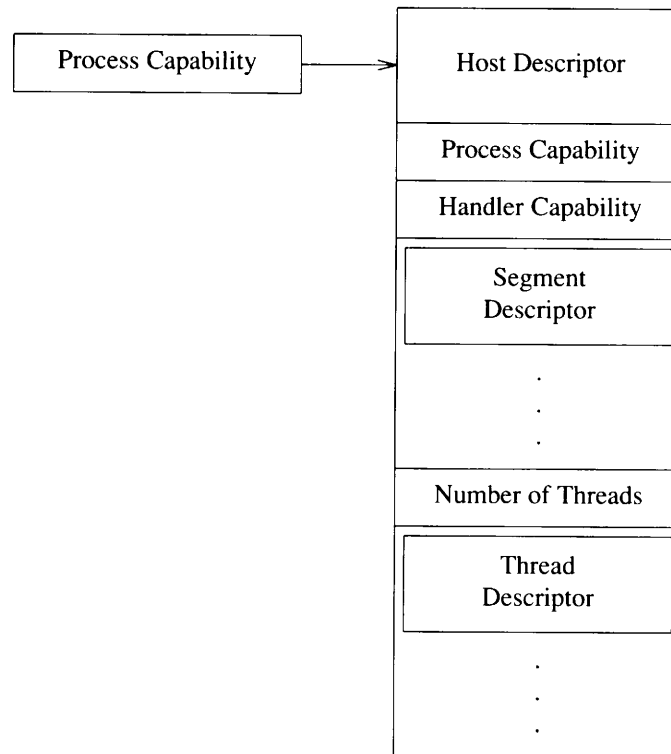 Process Capability
Host Descriptor
Process Capability
Handler Capability
Segment
Descriptor
.
.
.
Number of Threads
Thread
Descriptor
.
.
.